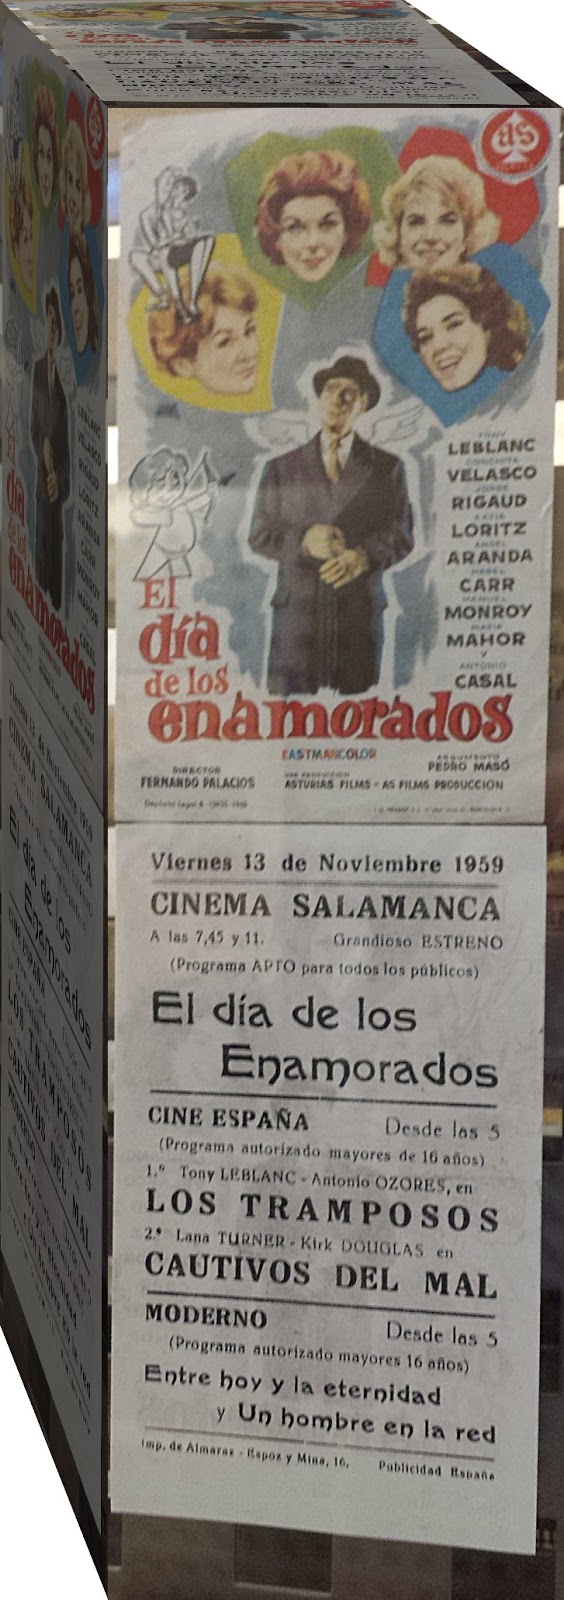 as
TONY
LEBLANC
CONCHITA
VELASCO
JORGE
RIGAUD
KATIA
LORITZ
ANGEL
ARANDA
MABEL
CARR
MANUEL
MONROY
MARIA
MAHOR
Y
ANTONIO
CASAL
El
día
de los
enamorados
EASTMANCOLOR
DIRECTOR
FERNANDO PALACIOS
UNA PRODUCCION
ASTURIAS FILMS - AS FILMS PRODUCCION
ARGUMENTO
PEDRO MASÓ
Depósito Legal
Viernes 13 de Noviembre 1959
CINEMA SALAMANCA
A las 7,45 y 11. Grandioso ESTRENO
(Programa APTO para todos los públicos)
El día de los
Enamorados
CINE ESPAÑA Desde las 5
(Programa autorizado mayores de 16 años)
1.º Tony LEBLANC - Antonio OZORES, en
LOS TRAMPOSOS
2.º Lana TURNER - Kirk DOUGLAS en
CAUTIVOS DEL MAL
MODERNO Desde las 5
(Programa autorizado mayores 16 años)
Entre hoy y la eternidad
y Un hombre en la red
Imp. de Almaraz - Espoz y Mina, 16. Publicidad España